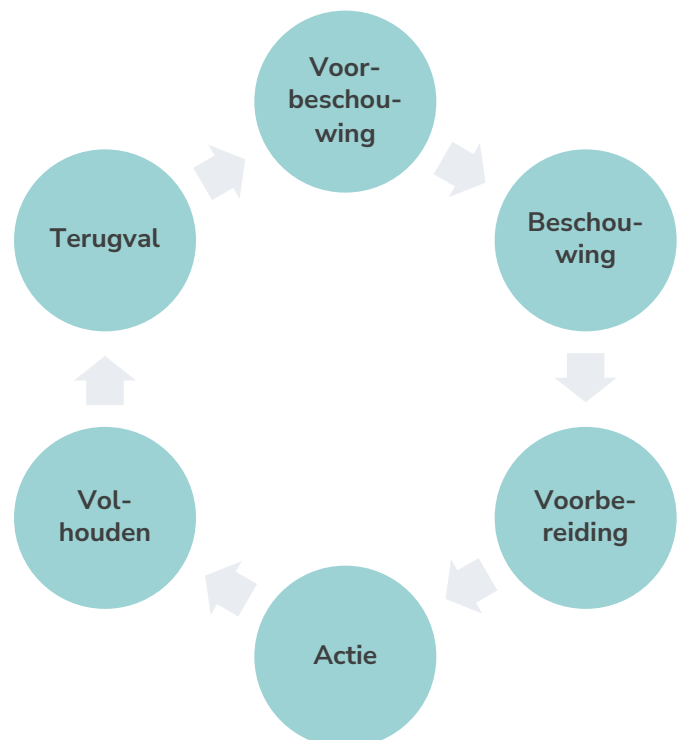 Voor-
beschou-
wing
Beschou-
wing
Voorbe-
reiding
Actie
Vol-
houden
Terugval